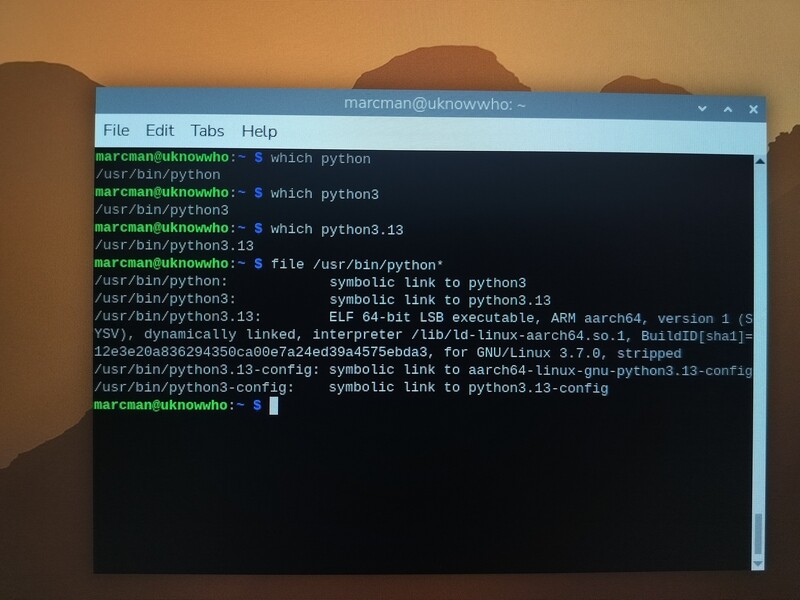 marcman@uknowwho: ~
File Edit Tabs Help
marcman@uknowwho:~ $ which python
/usr/bin/python
marcman@uknowwho:~ $ which python3
/usr/bin/python3
marcman@uknowwho:~ $ which python3.13
/usr/bin/python3.13
marcman@uknowwho:~ $ file /usr/bin/python*
/usr/bin/python:            symbolic link to python3
/usr/bin/python3:           symbolic link to python3.13
/usr/bin/python3.13:        ELF 64-bit LSB executable, ARM aarch64, version 1 (S
YSV), dynamically linked, interpreter /lib/ld-linux-aarch64.so.1, BuildID[sha1]=
12e3e20a836294350ca00e7a24ed39a4575ebda3, for GNU/Linux 3.7.0, stripped
/usr/bin/python3.13-config: symbolic link to aarch64-linux-gnu-python3.13-config
/usr/bin/python3-config:    symbolic link to python3.13-config
marcman@uknowwho:~ $